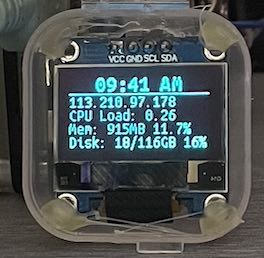 VCC GND SCL SDA
09:41 AM
113.210.97.178
CPU Load: 0.26
Mem: 915MB 11.7%
Disk: 18/116GB 16%